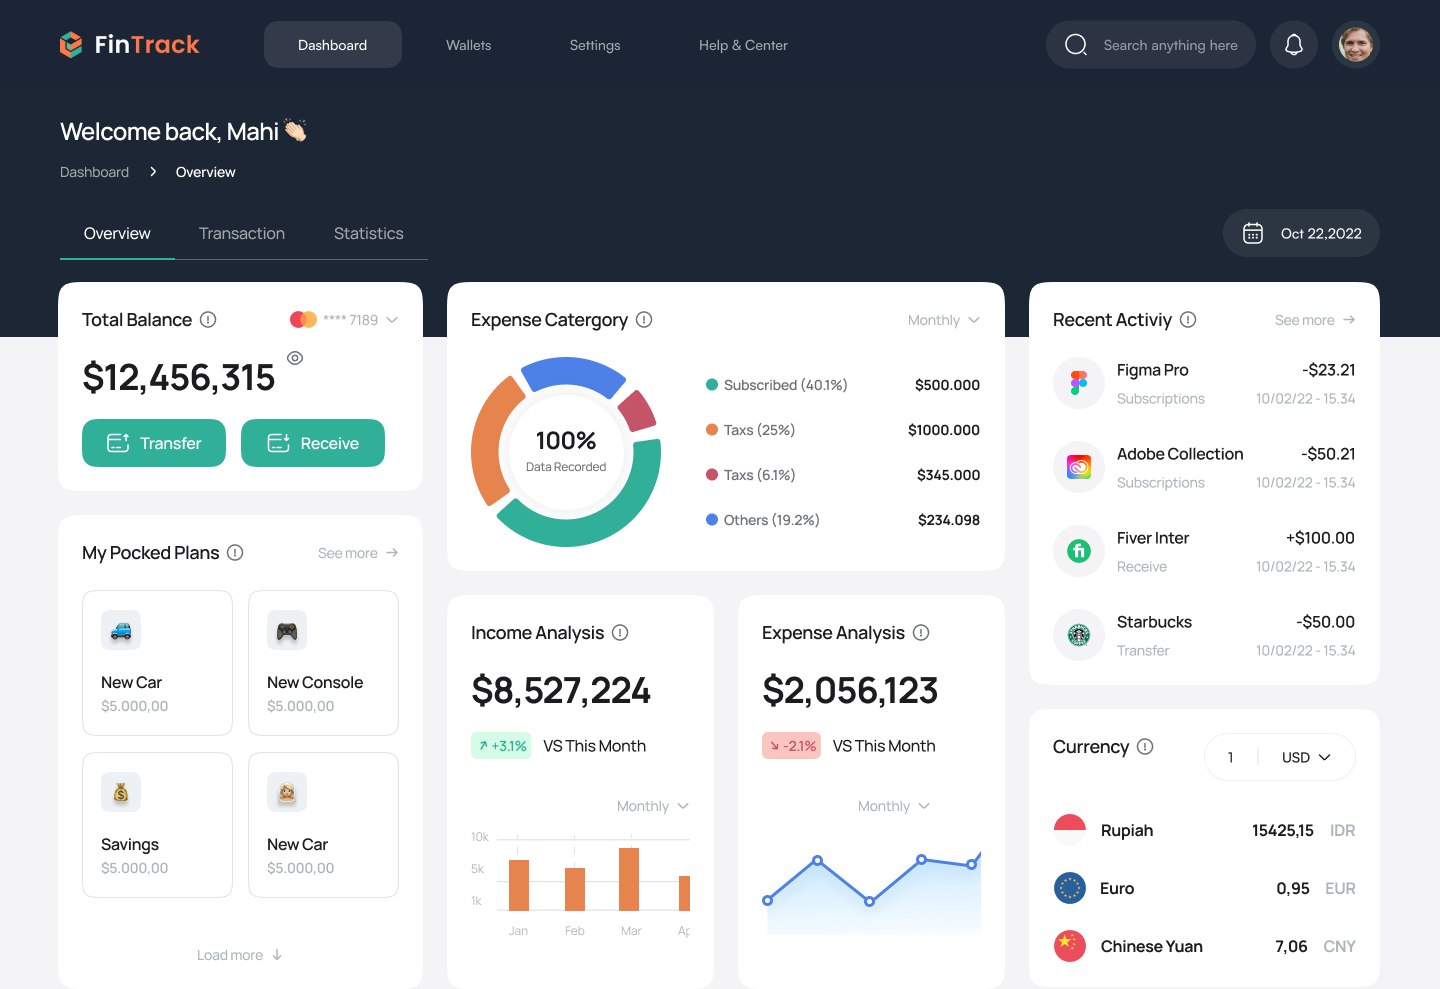 FinTrack
Dashboard
Wallets
Settings
Help & Center
Search anything here
Welcome back, Mahi
Dashboard
Overview
Overview
Transaction
Statistics
Oct 22,2022
Total Balance
**** 7189
$12,456,315
Transfer
Receive
My Pocked Plans
See more
New Car
$5.000,00
New Console
$5.000,00
Savings
$5.000,00
New Car
$5.000,00
Load more
Expense Catergory
Monthly
100%
Data Recorded
Subscribed (40.1%)
$500.000
Taxs (25%)
$1000.000
Taxs (6.1%)
$345.000
Others (19.2%)
$234.098
Income Analysis
$8,527,224
+3.1%
VS This Month
Monthly
10k
5k
1k
Jan
Feb
Mar
Ap
Expense Analysis
$2,056,123
-2.1%
VS This Month
Monthly
Recent Activiy
See more
Figma Pro
-$23.21
Subscriptions
10/02/22 - 15.34
Adobe Collection
-$50.21
Subscriptions
10/02/22 - 15.34
Fiver Inter
+$100.00
Receive
10/02/22 - 15.34
Starbucks
-$50.00
Transfer
10/02/22 - 15.34
Currency
1
USD
Rupiah
15425,15 IDR
Euro
0,95 EUR
Chinese Yuan
7,06 CNY